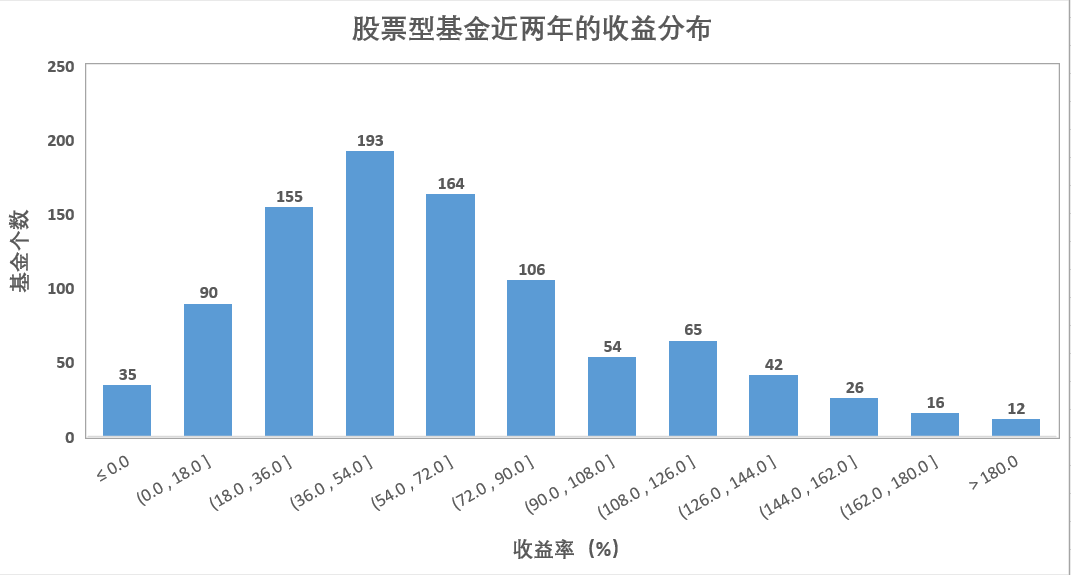 股票型基金近两年的收益分布
250
200
150
100
50
0
基金个数
35
90
155
193
164
106
54
65
42
26
16
12
≤ 0.0
(0.0 , 18.0 ]
(18.0 , 36.0 ]
(36.0 , 54.0 ]
(54.0 , 72.0 ]
(72.0 , 90.0 ]
(90.0 , 108.0 ]
(108.0 , 126.0 ]
(126.0 , 144.0 ]
(144.0 , 162.0 ]
(162.0 , 180.0 ]
> 180.0
收益率（%）